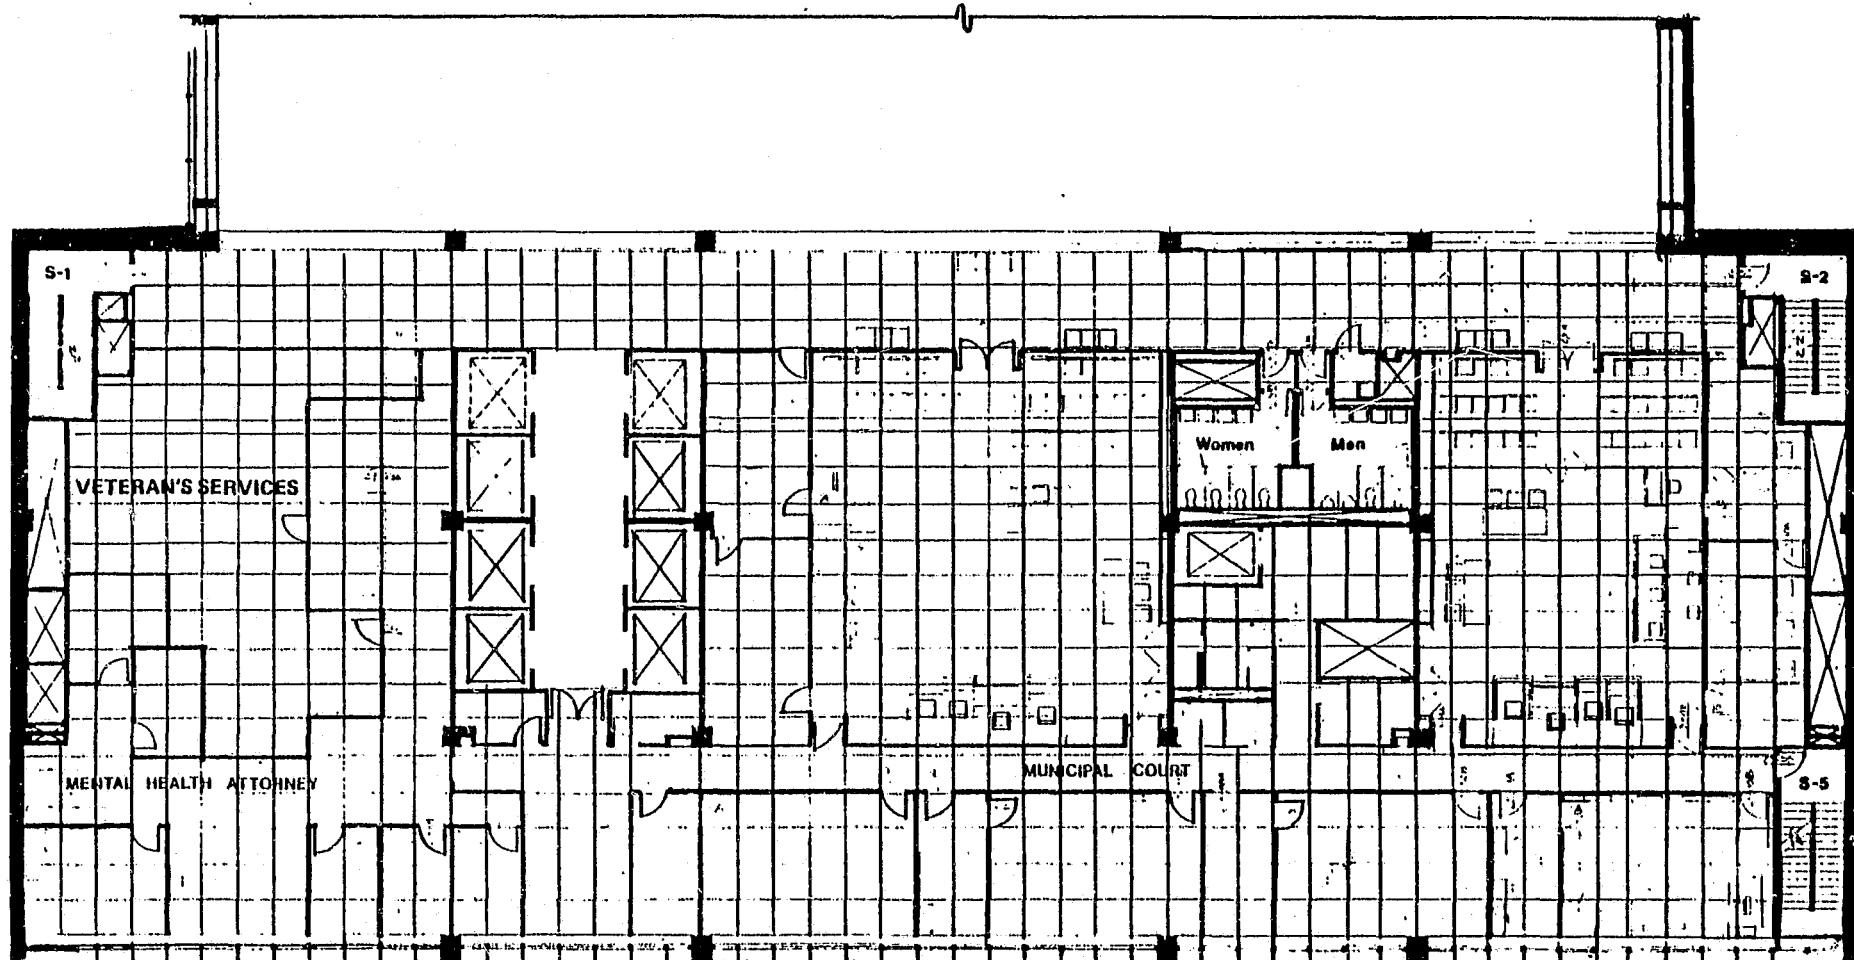 S-1
S-2
Women
Men
VETERAN'S SERVICES
MUNICIPAL COURT
MENTAL HEALTH ATTORNEY
S-5